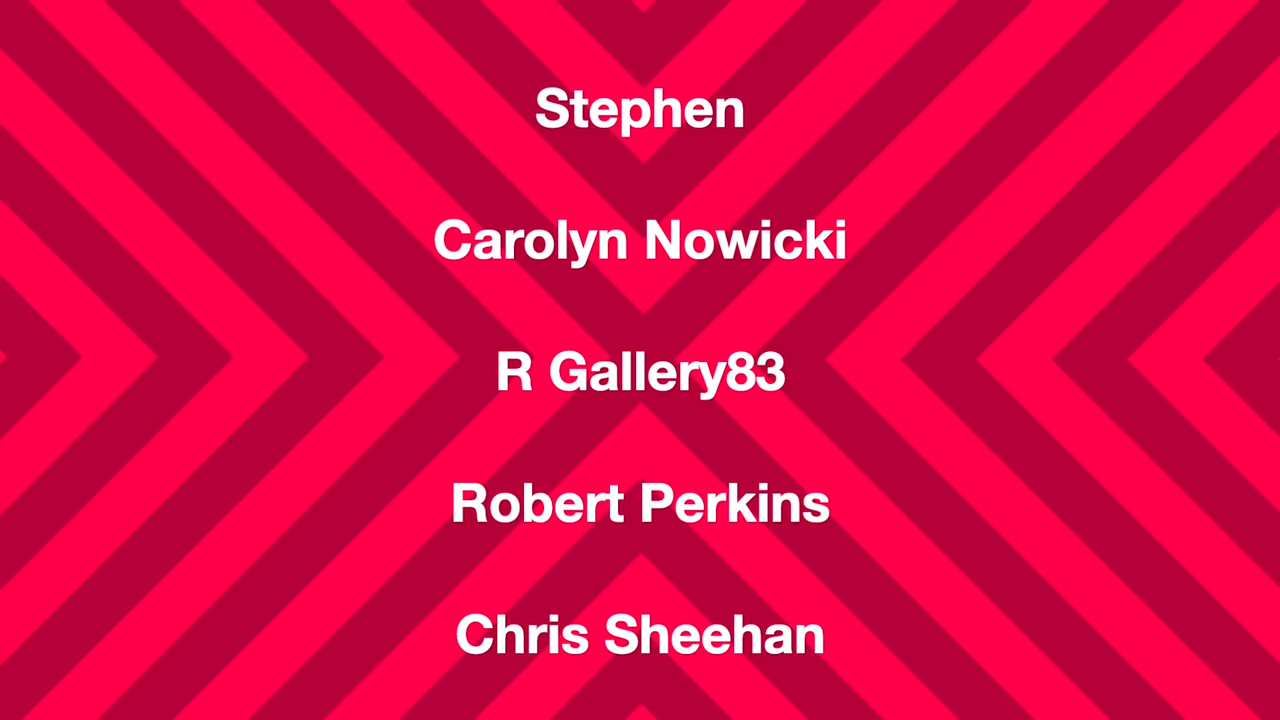 Stephen
Carolyn Nowicki
R Gallery83
Robert Perkins
Chris Sheehan